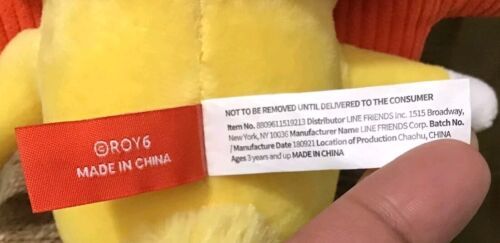 ©ROY6
MADE IN CHINA
NOT TO BE REMOVED UNTIL DELIVERED TO THE CONSUMER
Item No. 8809611519213 Distributor LINE FRIENDS Inc. 1515 Broadway,
New York, NY 10036 Manufacturer Name LINE FRIENDS Corp. Batch No.
/ Manufacture Date 180921 Location of Production Chaohu, CHINA
Ages 3 years and up MADE IN CHINA